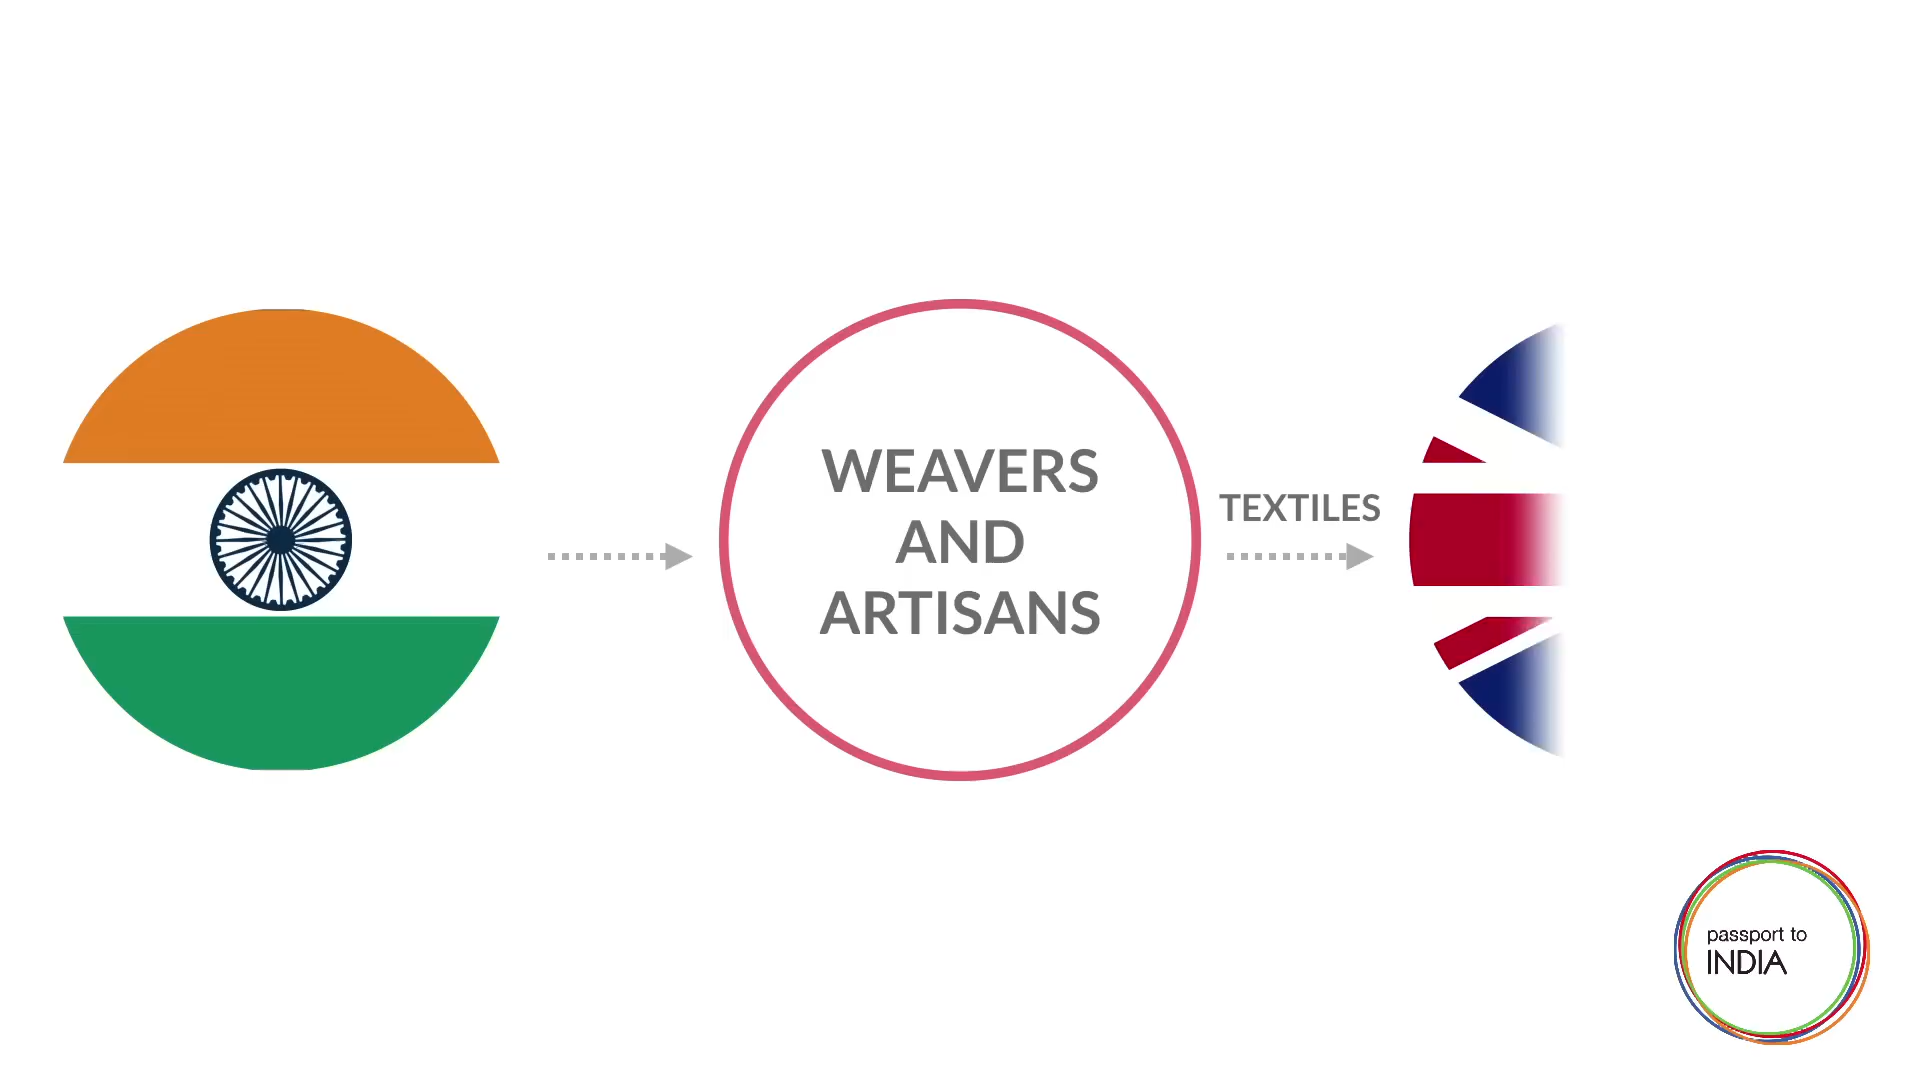 WEAVERS
AND
ARTISANS
TEXTILES
passport to
INDIA